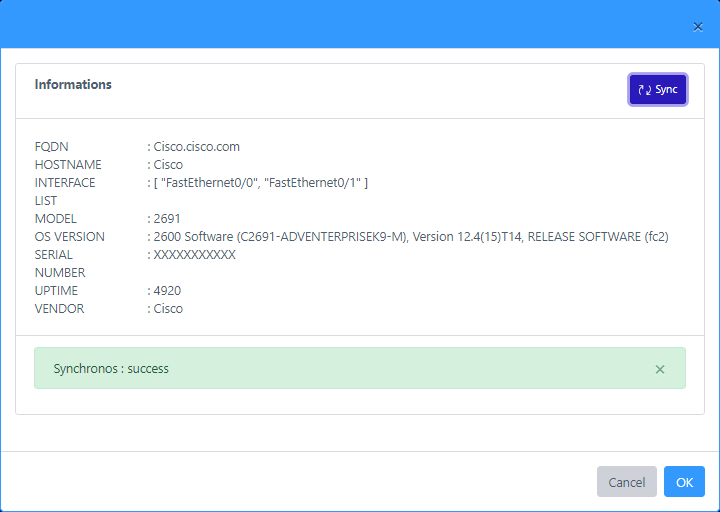 ×
Informations
Sync
FQDN : Cisco.cisco.com
HOSTNAME : Cisco
INTERFACE : [ "FastEthernet0/0", "FastEthernet0/1" ]
LIST
MODEL : 2691
OS VERSION : 2600 Software (C2691-ADVENTERPRISEK9-M), Version 12.4(15)T14, RELEASE SOFTWARE (fc2)
SERIAL : XXXXXXXXXXX
NUMBER
UPTIME : 4920
VENDOR : Cisco
Synchronos : success ×
Cancel OK